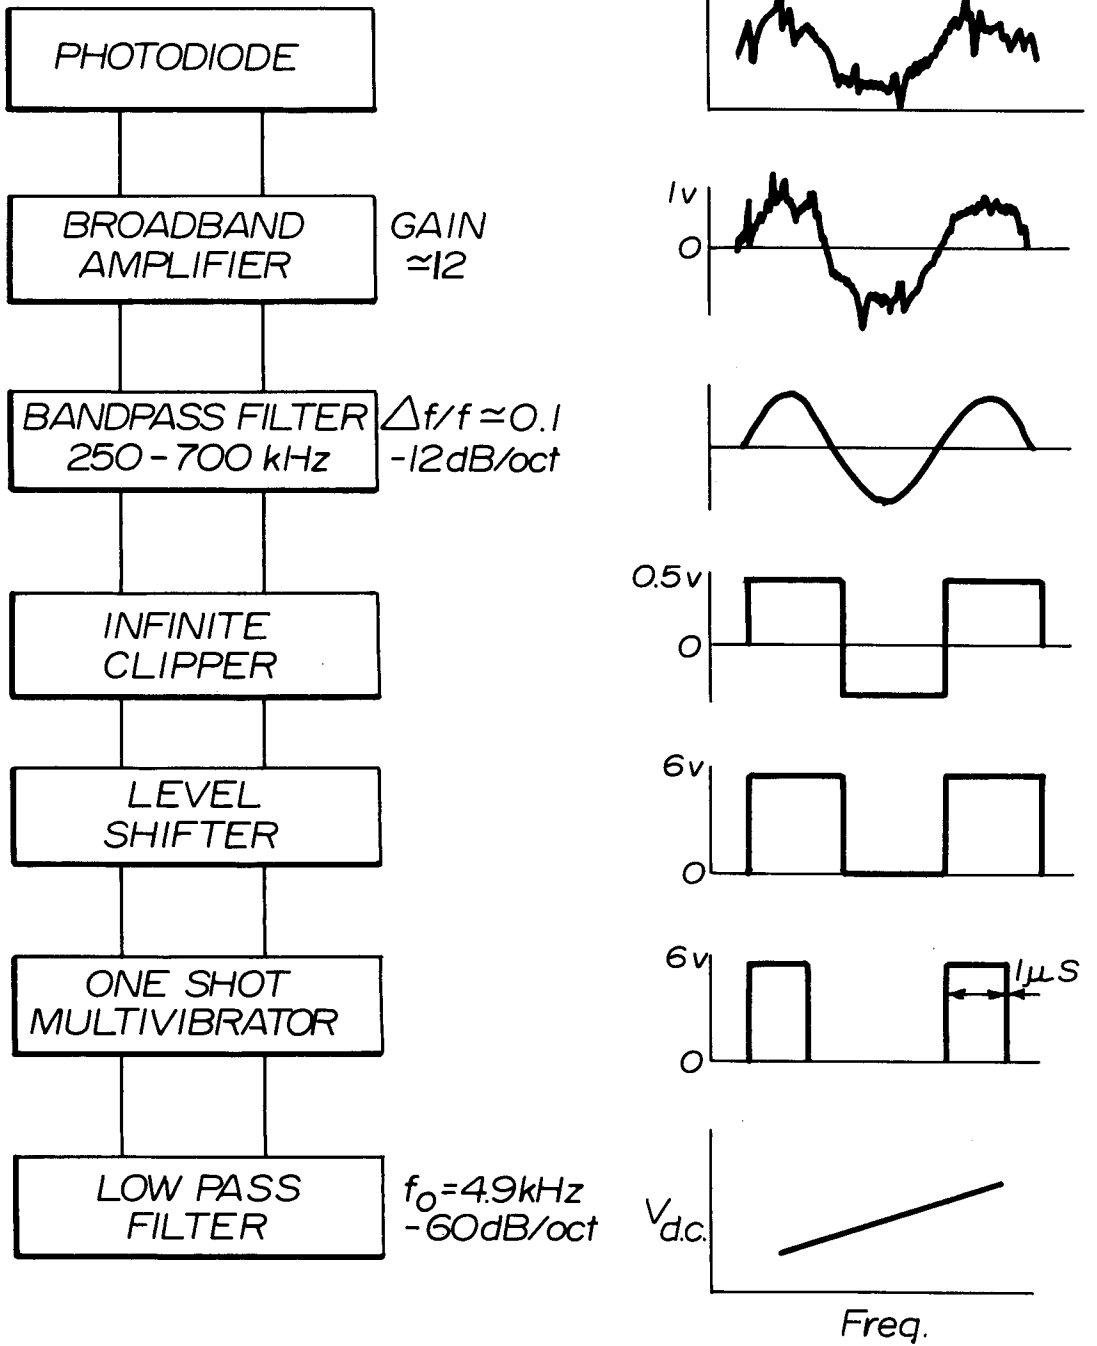 PHOTODIODE
BROADBAND
AMPLIFIER
GAIN
≃12
1v
0
BANDPASS FILTER
250-700 kHz
Δf/f ≃ 0.1
-12dB/oct
INFINITE
CLIPPER
0.5v
0
LEVEL
SHIFTER
6v
0
ONE SHOT
MULTIVIBRATOR
6v
1μS
0
LOW PASS
FILTER
fo=4.9kHz
-60dB/oct
Vd.c.
Freq.